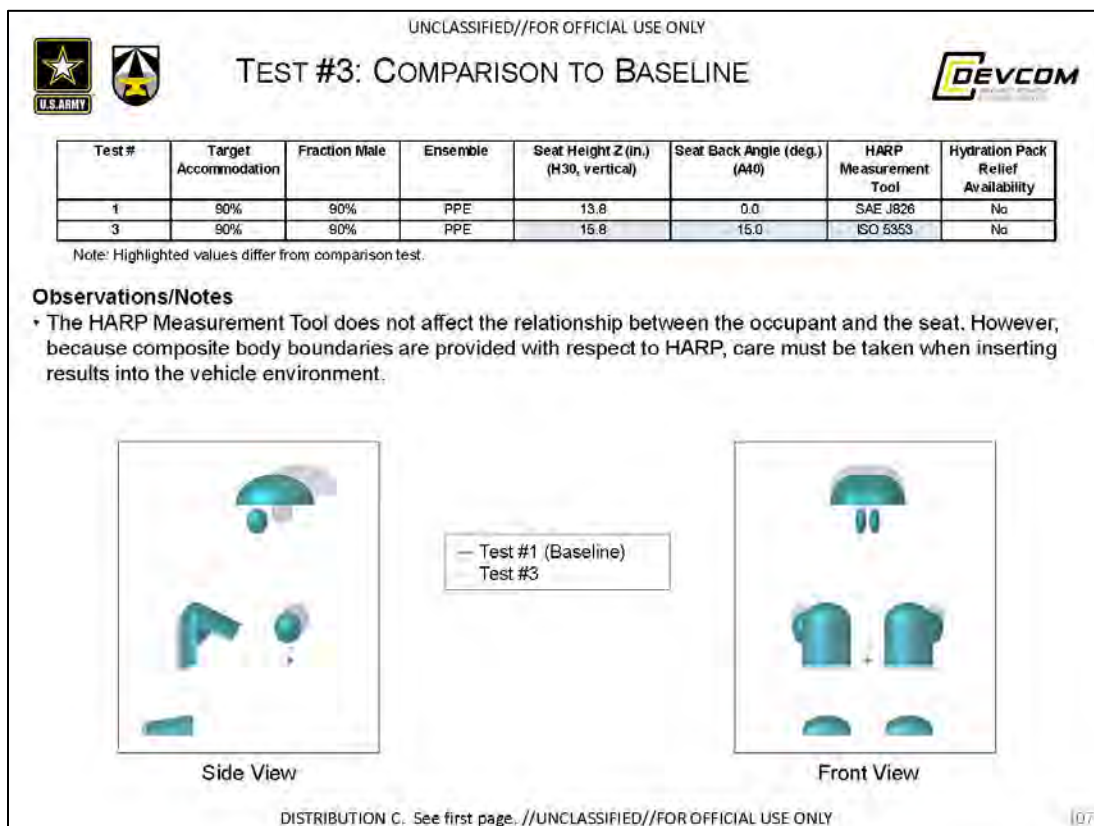 UNCLASSIFIED//FOR OFFICIAL USE ONLY
U.S.ARMY
TEST #3: COMPARISON TO BASELINE
DEVCOM
Test # Target Accommodation Fraction Male Ensemble Seat Height Z (in.) (H30, vertical) Seat Back Angle (deg.) (A40) HARP Measurement Tool Hydration Pack Relief Availability
1 90% 90% PPE 13.8 0.0 SAE J826 No
3 90% 90% PPE 15.8 15.0 ISO 5353 No
Note: Highlighted values differ from comparison test.
Observations/Notes
• The HARP Measurement Tool does not affect the relationship between the occupant and the seat. However,
because composite body boundaries are provided with respect to HARP, care must be taken when inserting
results into the vehicle environment.
— Test #1 (Baseline)
Test #3
Side View
Front View
DISTRIBUTION C. See first page. //UNCLASSIFIED//FOR OFFICIAL USE ONLY